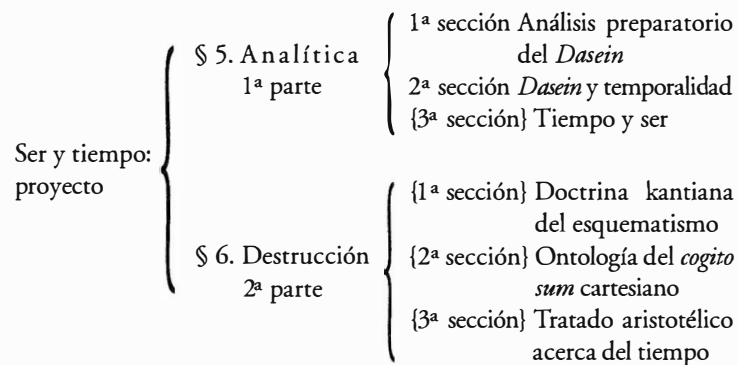 Ser y tiempo:
proyecto
§ 5. Analítica
1ª parte
1ª sección Análisis preparatorio
del Dasein
2ª sección Dasein y temporalidad
{3ª sección} Tiempo y ser
§ 6. Destrucción
2ª parte
{1ª sección} Doctrina kantiana
del esquematismo
{2ª sección} Ontología del cogito
sum cartesiano
{3ª sección} Tratado aristotélico
acerca del tiempo